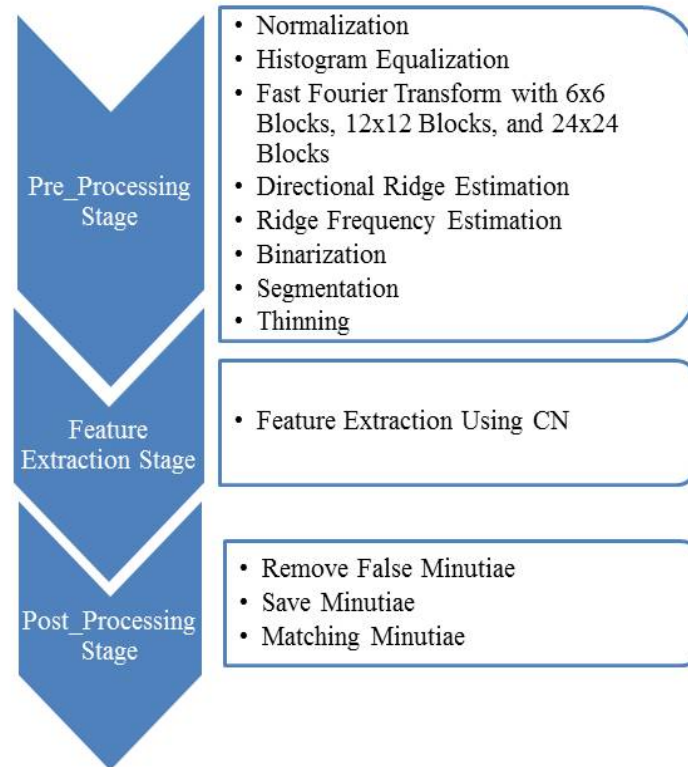 Pre_Processing
Stage
• Normalization
• Histogram Equalization
• Fast Fourier Transform with 6x6
Blocks, 12x12 Blocks, and 24x24
Blocks
• Directional Ridge Estimation
• Ridge Frequency Estimation
• Binarization
• Segmentation
• Thinning
Feature
Extraction Stage
• Feature Extraction Using CN
Post_Processing
Stage
• Remove False Minutiae
• Save Minutiae
• Matching Minutiae